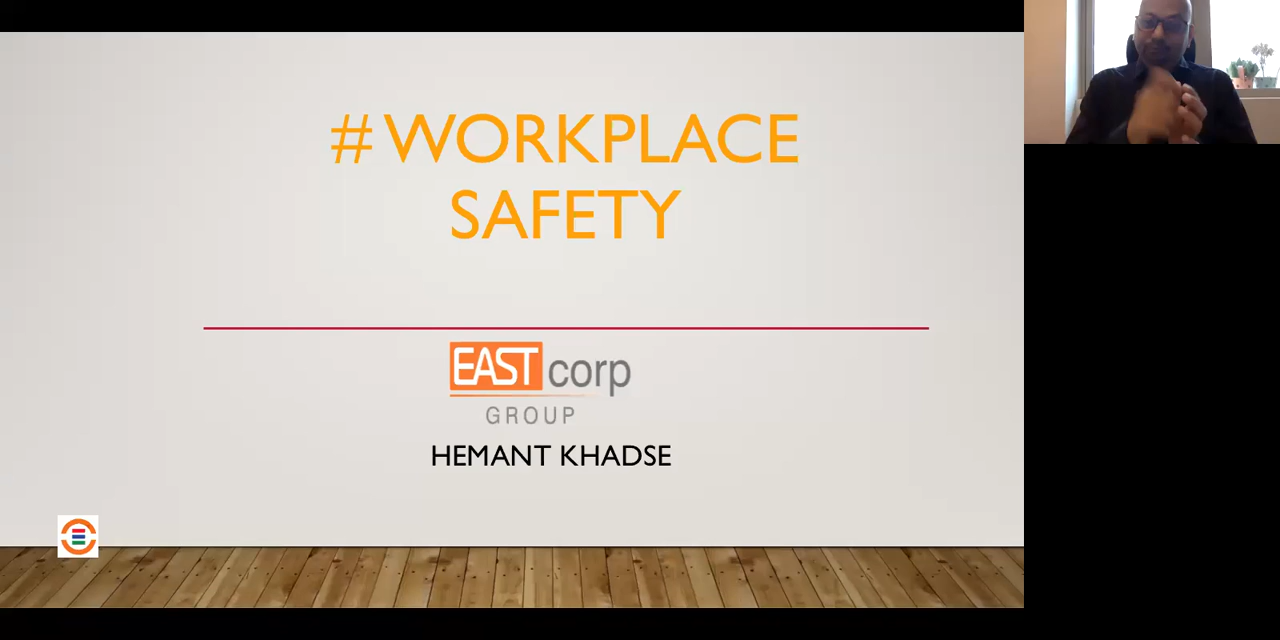 #WORKPLACE
SAFETY
EAST corp
GROUP
HEMANT KHADSE